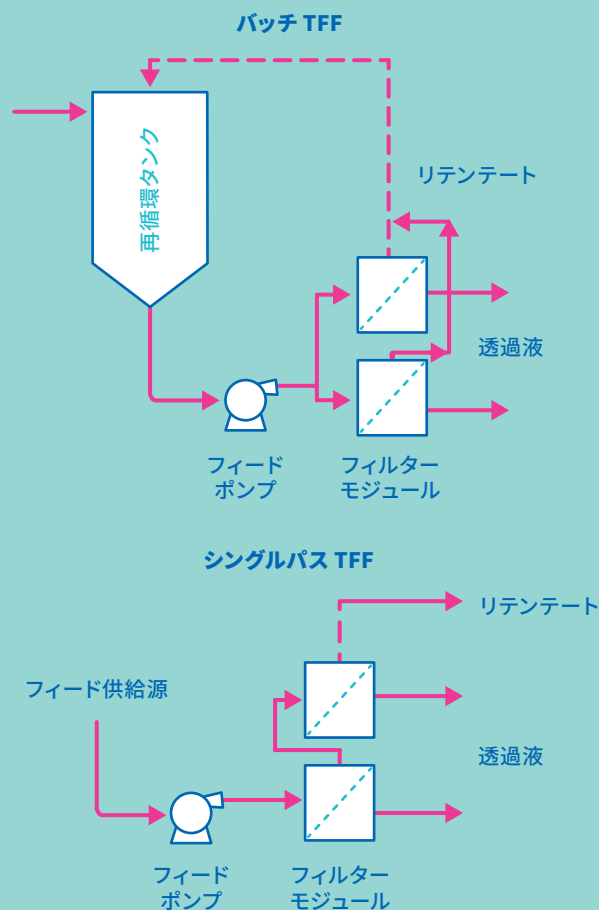 バッチ TFF
再循環タンク
リテンテート
透過液
フィード
ポンプ
フィルター
モジュール
シングルパス TFF
リテンテート
フィード供給源
透過液
フィード
ポンプ
フィルター
モジュール